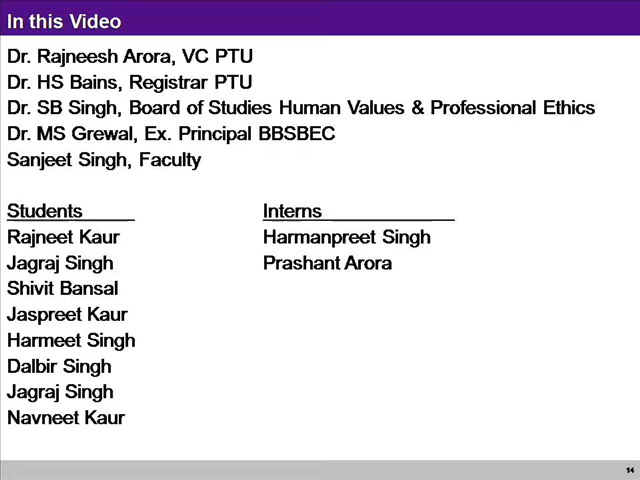 In this Video
Dr. Rajneesh Arora, VC PTU
Dr. HS Bains, Registrar PTU
Dr. SB Singh, Board of Studies Human Values & Professional Ethics
Dr. MS Grewal, Ex. Principal BBSBEC
Sanjeet Singh, Faculty
Students
Rajneet Kaur
Jagraj Singh
Shivit Bansal
Jaspreet Kaur
Harmeet Singh
Dalbir Singh
Jagraj Singh
Navneet Kaur
Interns
Harmanpreet Singh
Prashant Arora
14